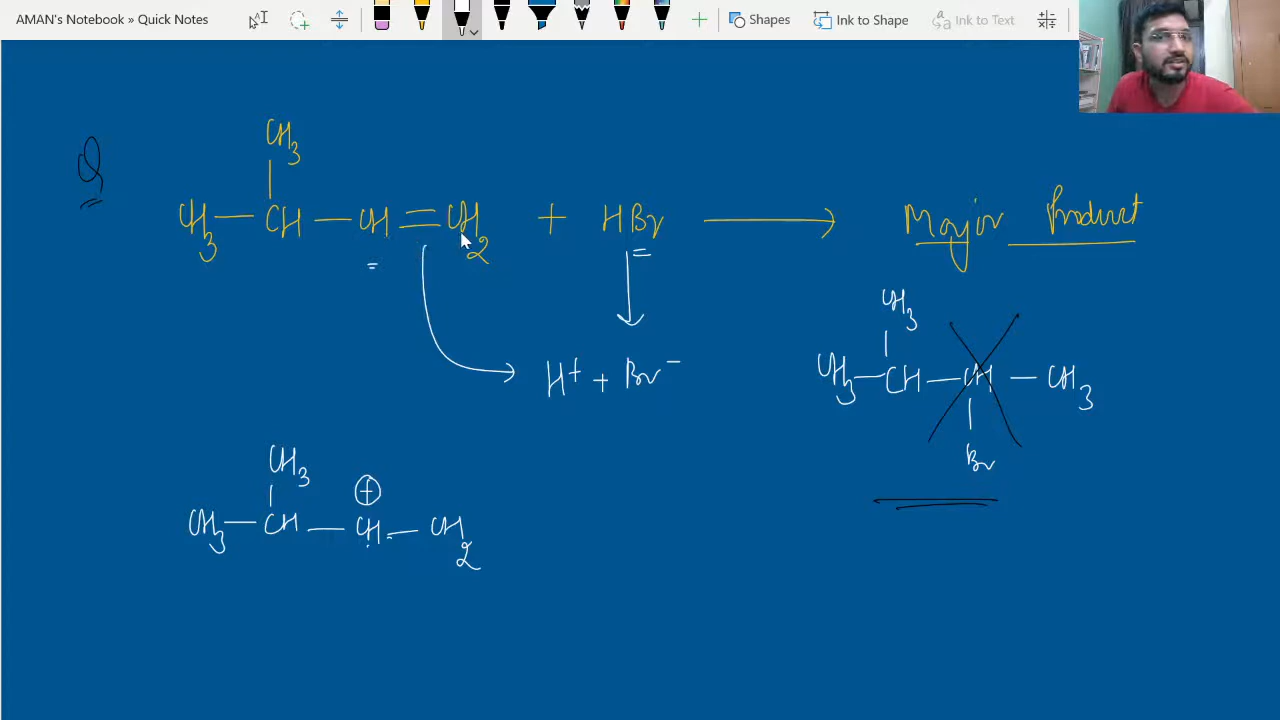 AMAN's Notebook » Quick Notes
Shapes
Ink to Shape
Ink to Text
Q
CH3
CH3—CH—CH=CH2 + HBr → Major Product
H+ + Br−
CH3
CH3—CH—CH—CH3
Br
CH3 ⊕
CH3—CH—CH—CH2